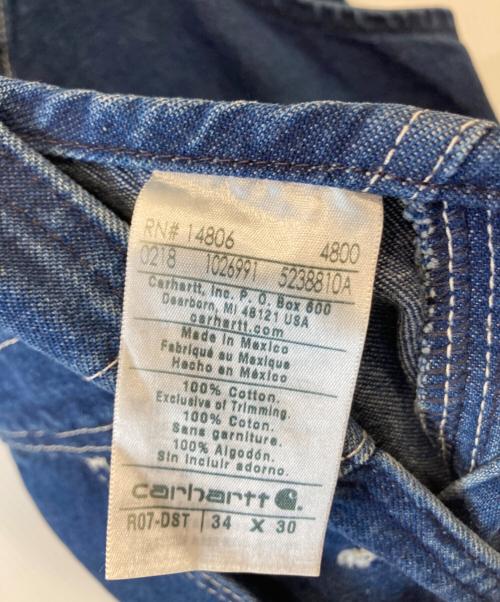 RN# 14806 4800
0218 1026991 5238810A
Carhartt, Inc. P. O. Box 600
Dearborn, MI 48121 USA
carhartt.com
Made in Mexico
Fabriqué au Mexique
Hecho en México
100% Cotton.
Exclusive of Trimming.
100% Coton.
Sans garniture.
100% Algodón.
Sin incluir adorno.
carhartt
R07-DST 34 X 30